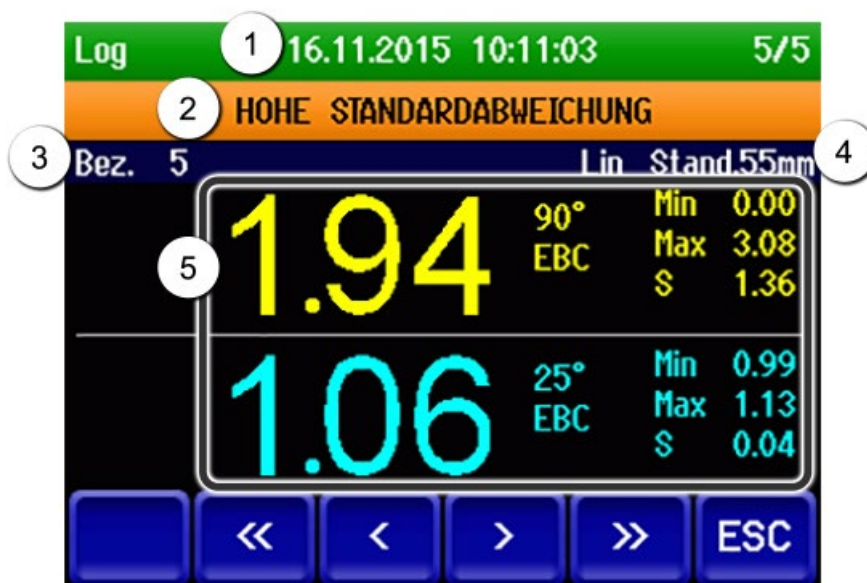 Log 1 16.11.2015 10:11:03 5/5
2 HOHE STANDARDABWEICHUNG
3 Bez. 5 Lin Stand.55mm 4
5
1.94 90° EBC
Min 0.00
Max 3.08
S 1.36
1.06 25° EBC
Min 0.99
Max 1.13
S 0.04
<< < > >> ESC